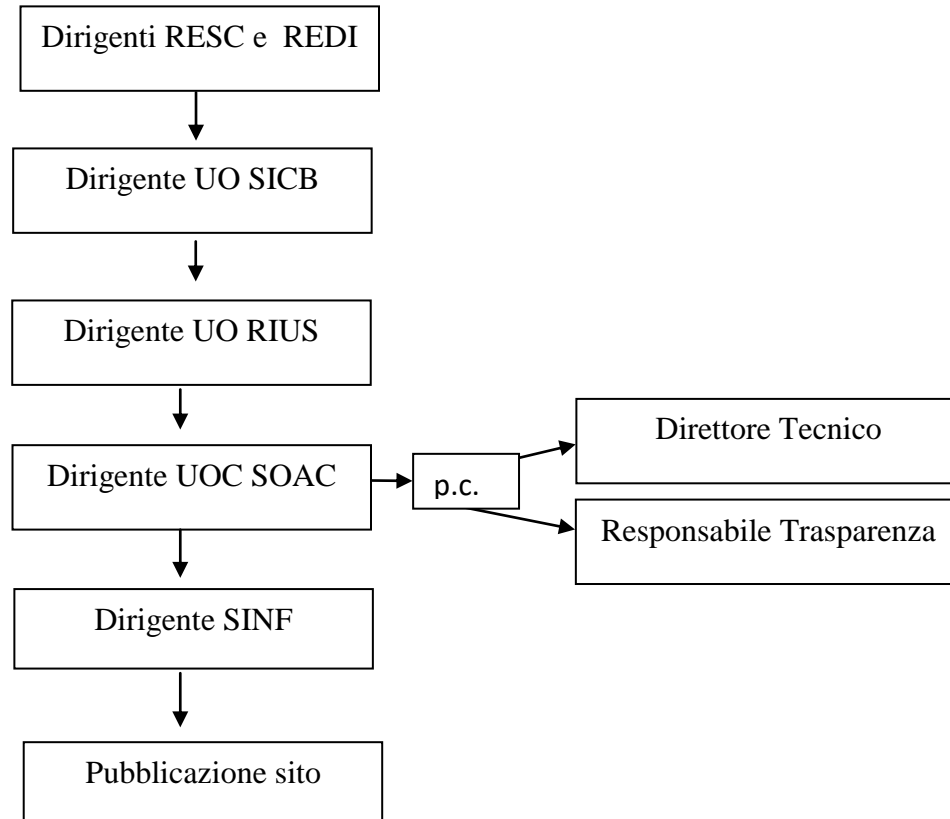 Dirigenti RESC e  REDI
Dirigente UO SICB
Dirigente UO RIUS
Dirigente UOC SOAC
p.c.
Direttore Tecnico
Responsabile Trasparenza
Dirigente SINF
Pubblicazione sito